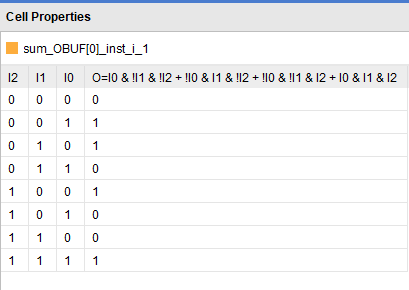 Cell Properties
sum_OBUF[0]_inst_i_1
I2 I1 I0 O=I0 & !I1 & !I2 + !I0 & I1 & !I2 + !I0 & !I1 & I2 + I0 & I1 & I2
0 0 0 0
0 0 1 1
0 1 0 1
0 1 1 0
1 0 0 1
1 0 1 0
1 1 0 0
1 1 1 1